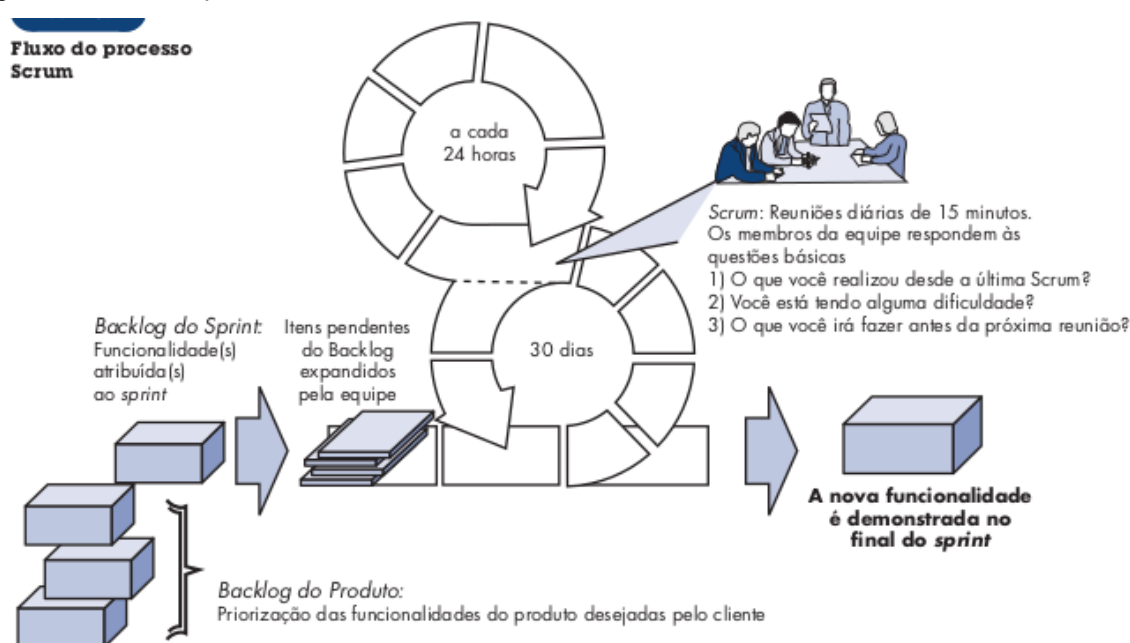 Fluxo do processo
Scrum
a cada
24 horas
Scrum: Reuniões diárias de 15 minutos.
Os membros da equipe respondem às
questões básicas
1) O que você realizou desde a última Scrum?
2) Você está tendo alguma dificuldade?
3) O que você irá fazer antes da próxima reunião?
Backlog do Sprint:
Funcionalidade(s)
atribuída(s)
ao sprint
Itens pendentes
do Backlog
expandidos
pela equipe
30 dias
A nova funcionalidade
é demonstrada no
final do sprint
Backlog do Produto:
Priorização das funcionalidades do produto desejadas pelo cliente